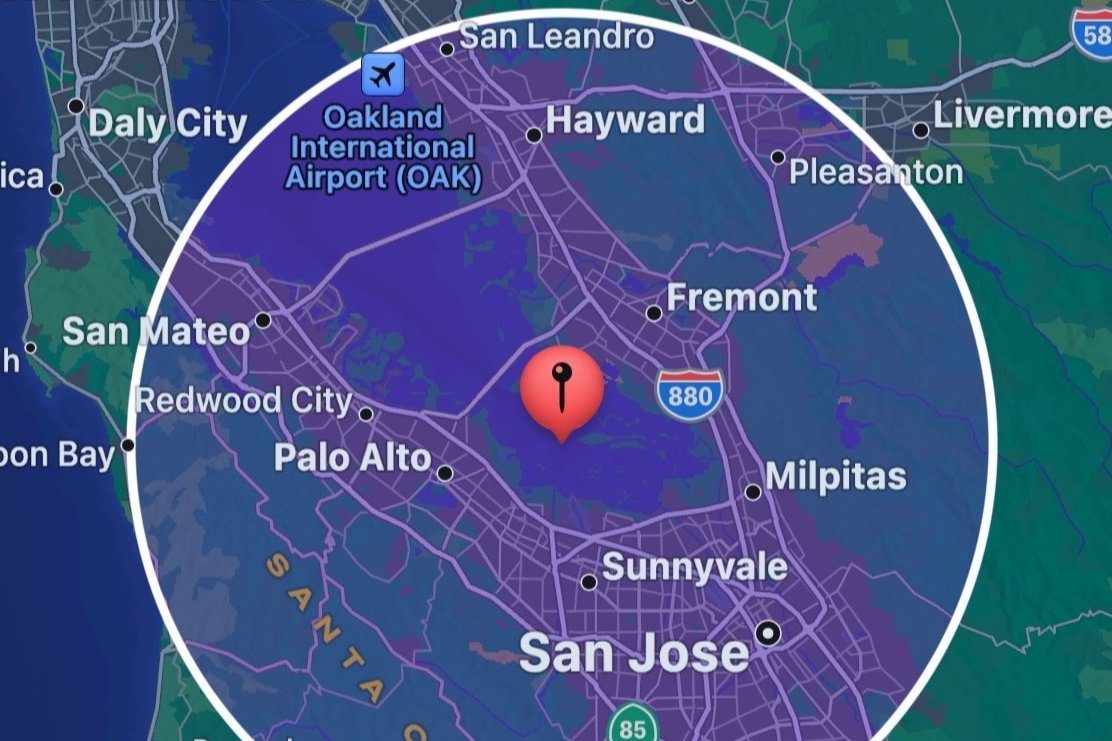 San Leandro
58
Oakland
International
Airport (OAK)
Daly City
Hayward
Livermore
ica
Pleasanton
Fremont
San Mateo
h
880
Redwood City
oon Bay
Palo Alto
Milpitas
Sunnyvale
SANTA C
San Jose
85